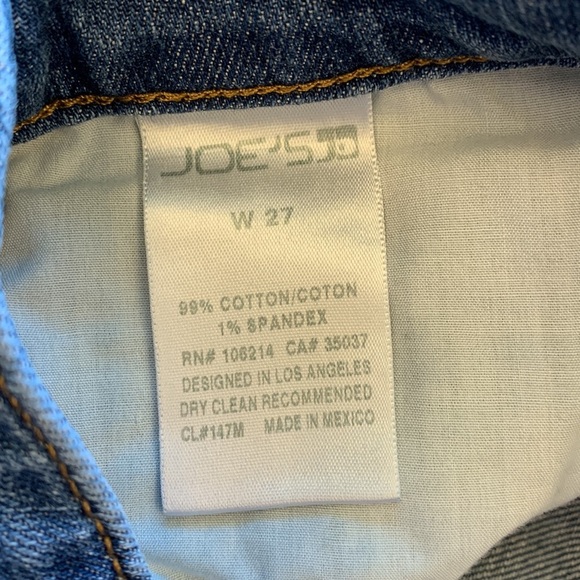 JOE'S
W 27
99% COTTON/COTON
1% SPANDEX
RN# 106214 CA# 35037
DESIGNED IN LOS ANGELES
DRY CLEAN RECOMMENDED
CL#147M MADE IN MEXICO